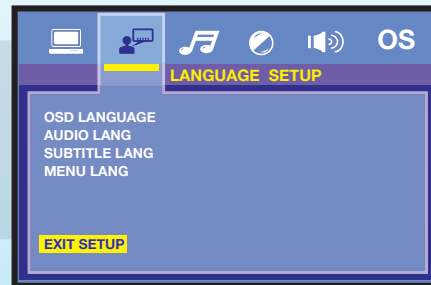 OS
LANGUAGE SETUP
OSD LANGUAGE
AUDIO LANG
SUBTITLE LANG
MENU LANG
EXIT SETUP